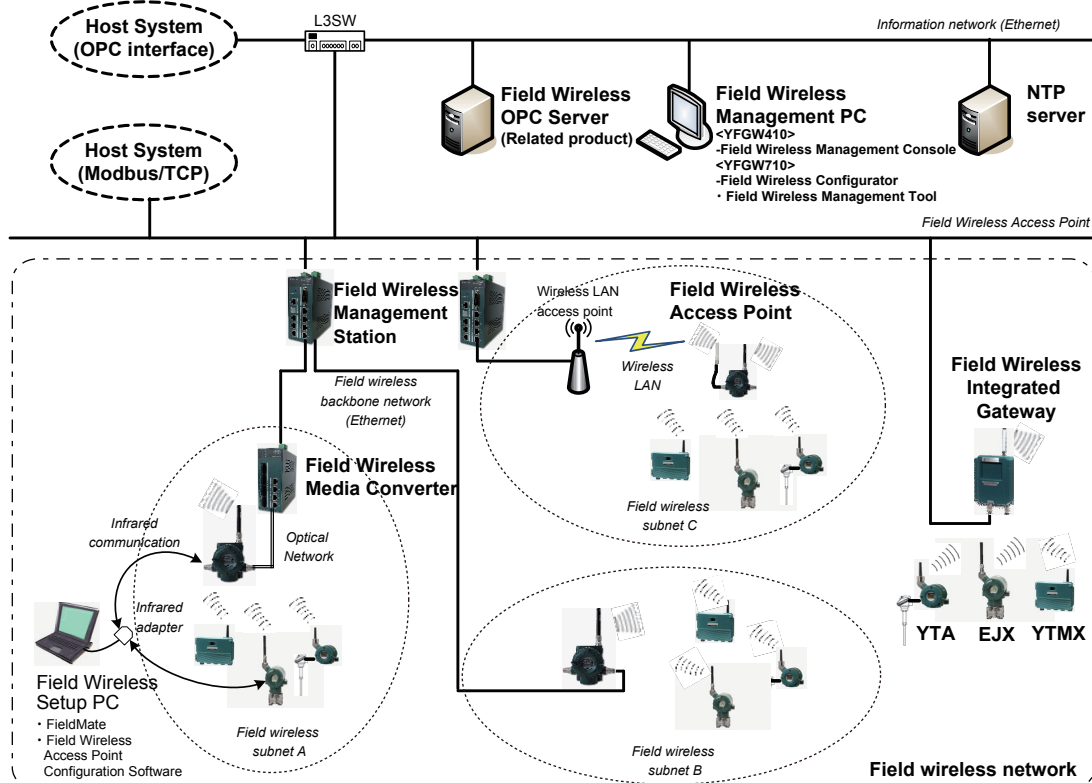 Host System
(OPC interface)
L3SW
Information network (Ethernet)
Field Wireless
OPC Server
(Related product)
Field Wireless
Management PC
<YFGW410>
-Field Wireless Management Console
<YFGW710>
-Field Wireless Configurator
・Field Wireless Management Tool
NTP
server
Host System
(Modbus/TCP)
Field Wireless Access Point
Field Wireless
Management
Station
Wireless LAN
access point
Field Wireless
Access Point
Wireless
LAN
Field wireless
backbone network
(Ethernet)
Field Wireless
Integrated
Gateway
Field Wireless
Media Converter
Field wireless
subnet C
Infrared
communication
Optical
Network
Infrared
adapter
YTA
EJX
YTMX
Field Wireless
Setup PC
・FieldMate
・Field Wireless
Access Point
Configuration Software
Field wireless
subnet A
Field wireless
subnet B
Field wireless network